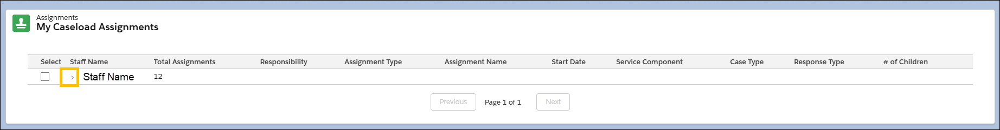 Assignments
My Caseload Assignments
Select Staff Name Total Assignments Responsibility Assignment Type Assignment Name Start Date Service Component Case Type Response Type # of Children
> Staff Name 12
Previous Page 1 of 1 Next